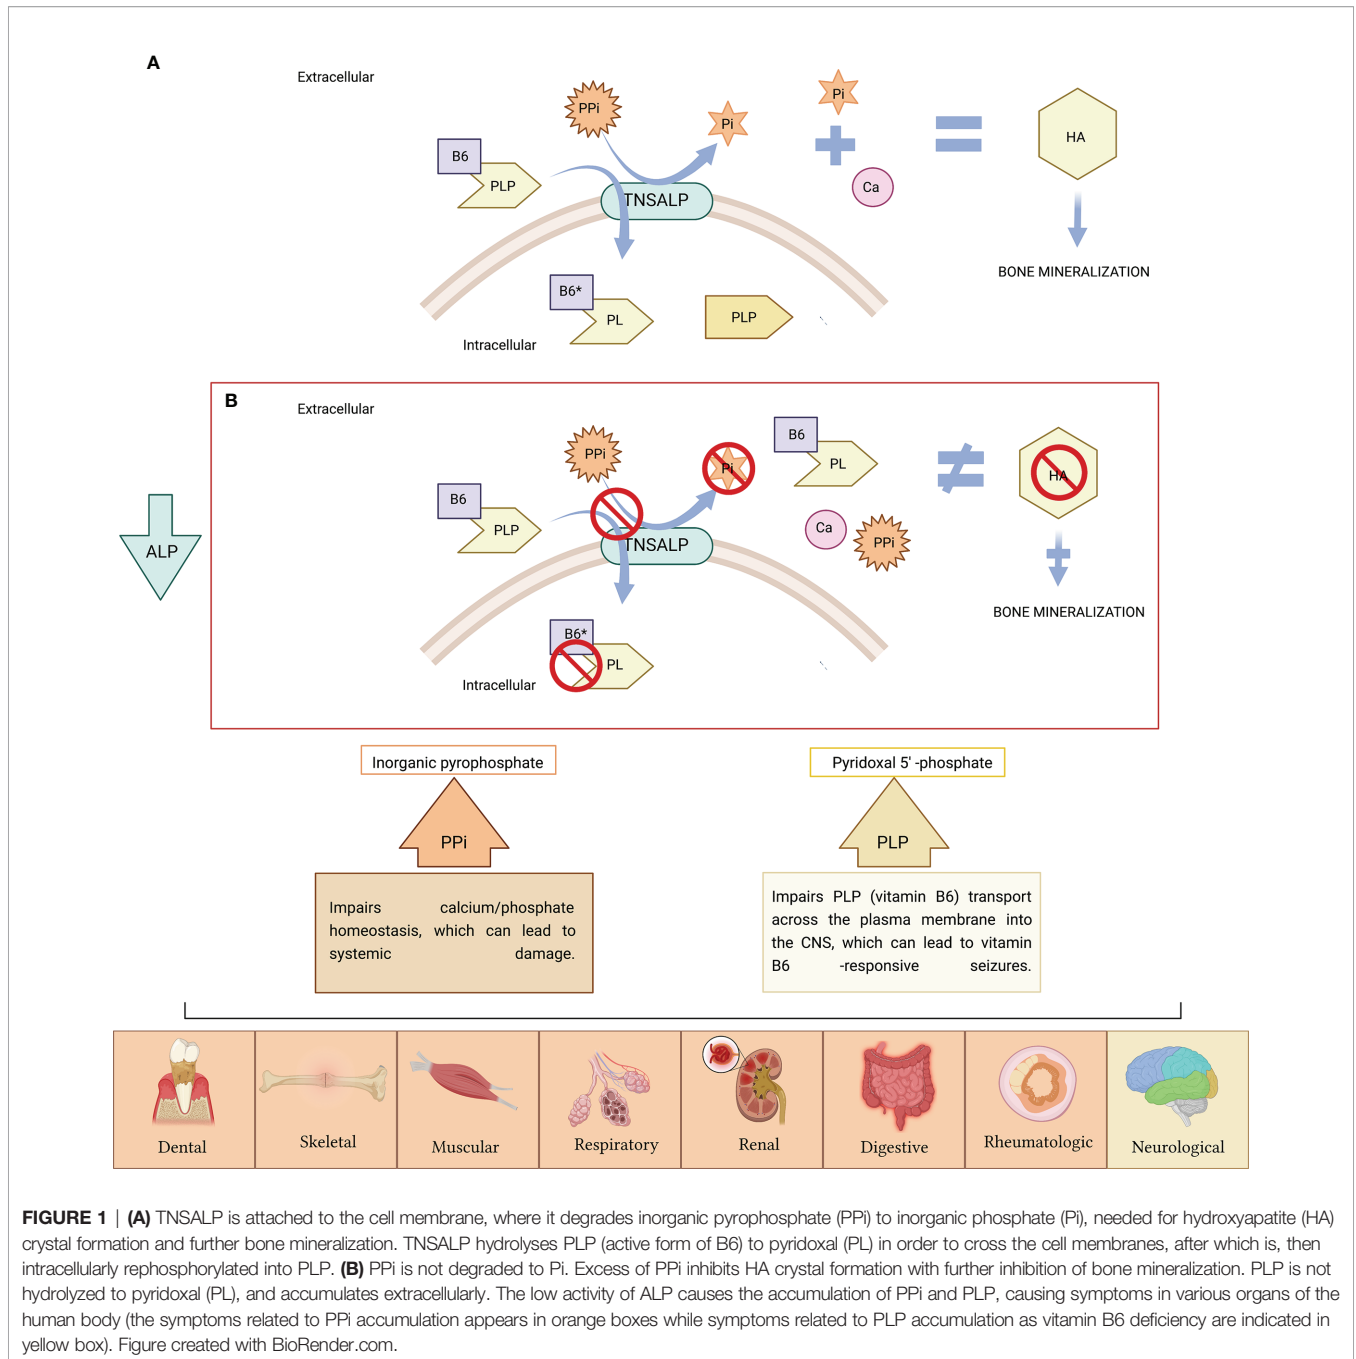 A
Extracellular
PPi
Pi
Pi
B6
PLP
TNSALP
Ca
HA
BONE MINERALIZATION
B6*
PL
PLP
Intracellular
B
Extracellular
PPi
Pi
B6
PL
B6
PLP
TNSALP
Ca
PPi
HA
ALP
BONE MINERALIZATION
B6*
PL
Intracellular
Inorganic pyrophosphate
PPi
Impairs calcium/phosphate
homeostasis, which can lead to
systemic damage.
Pyridoxal 5' -phosphate
PLP
Impairs PLP (vitamin B6) transport
across the plasma membrane into
the CNS, which can lead to vitamin
B6 -responsive seizures.
Dental
Skeletal
Muscular
Respiratory
Renal
Digestive
Rheumatologic
Neurological
FIGURE 1 | (A) TNSALP is attached to the cell membrane, where it degrades inorganic pyrophosphate (PPi) to inorganic phosphate (Pi), needed for hydroxyapatite (HA)
crystal formation and further bone mineralization. TNSALP hydrolyses PLP (active form of B6) to pyridoxal (PL) in order to cross the cell membranes, after which is, then
intracellularly rephosphorylated into PLP. (B) PPi is not degraded to Pi. Excess of PPi inhibits HA crystal formation with further inhibition of bone mineralization. PLP is not
hydrolyzed to pyridoxal (PL), and accumulates extracellularly. The low activity of ALP causes the accumulation of PPi and PLP, causing symptoms in various organs of the
human body (the symptoms related to PPi accumulation appears in orange boxes while symptoms related to PLP accumulation as vitamin B6 deficiency are indicated in
yellow box). Figure created with BioRender.com.